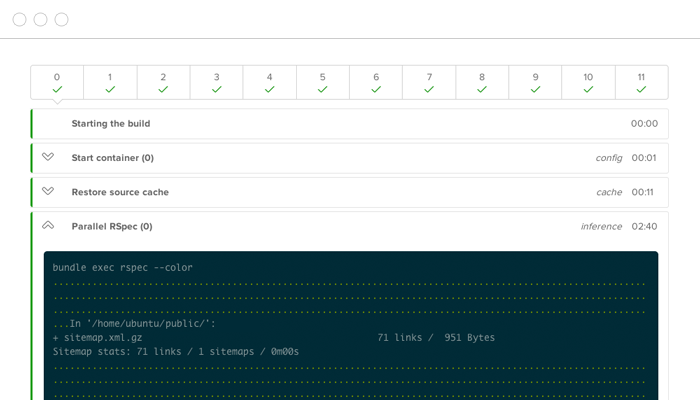 0 1 2 3 4 5 6 7 8 9 10 11
Starting the build 00:00
Start container (0) config 00:01
Restore source cache cache 00:11
Parallel RSpec (0) inference 02:40
bundle exec rspec --color
...In '/home/ubuntu/public/':
+ sitemap.xml.gz 71 links / 951 Bytes
Sitemap stats: 71 links / 1 sitemaps / 0m00s